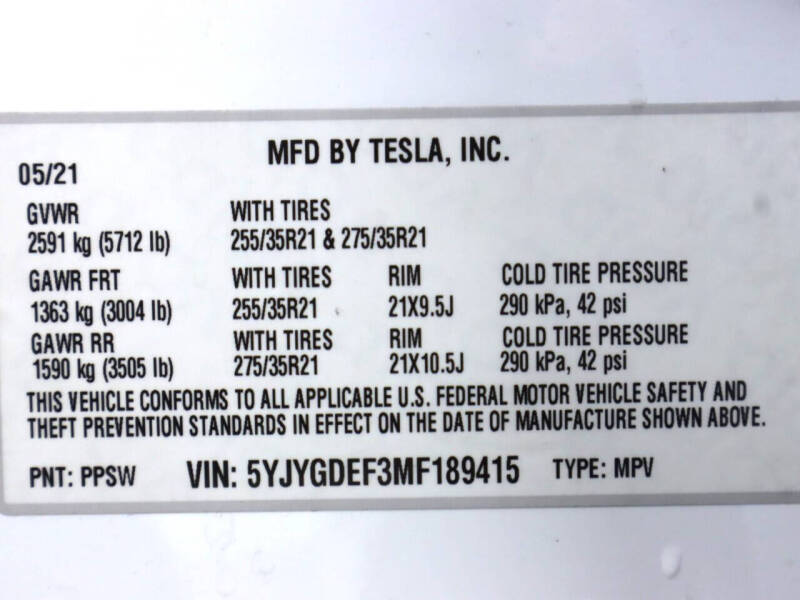 MFD BY TESLA, INC.
05/21
GVWR WITH TIRES
2591 kg (5712 lb) 255/35R21 & 275/35R21
GAWR FRT WITH TIRES RIM COLD TIRE PRESSURE
1363 kg (3004 lb) 255/35R21 21X9.5J 290 kPa, 42 psi
GAWR RR WITH TIRES RIM COLD TIRE PRESSURE
1590 kg (3505 lb) 275/35R21 21X10.5J 290 kPa, 42 psi
THIS VEHICLE CONFORMS TO ALL APPLICABLE U.S. FEDERAL MOTOR VEHICLE SAFETY AND
THEFT PREVENTION STANDARDS IN EFFECT ON THE DATE OF MANUFACTURE SHOWN ABOVE.
PNT: PPSW VIN: 5YJYGDEF3MF189415 TYPE: MPV